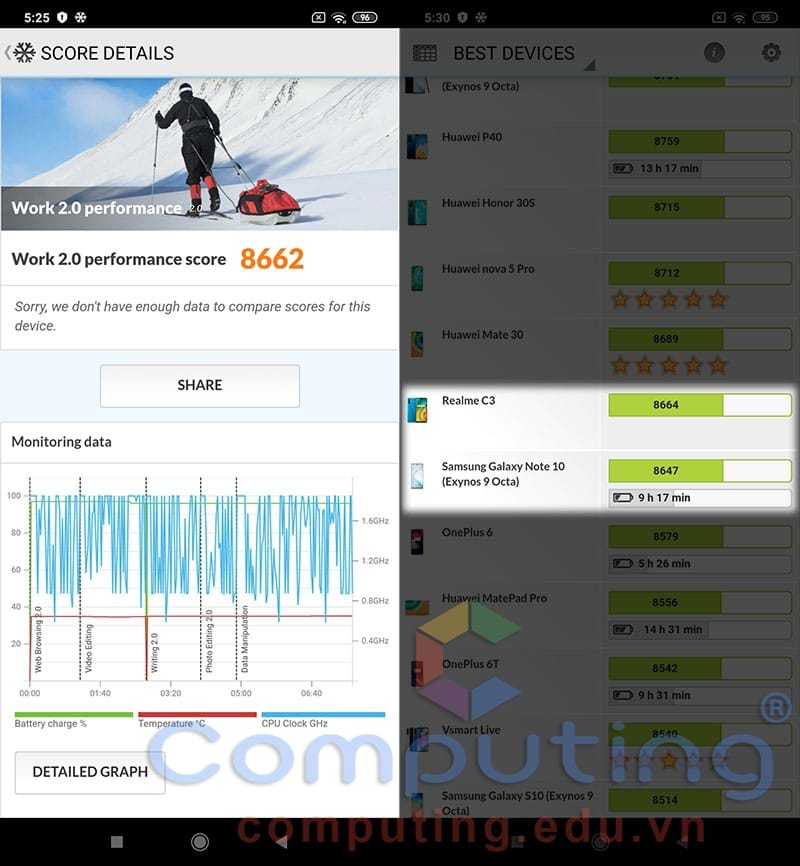 5:25
96
SCORE DETAILS
Work 2.0 performance 2.0
Work 2.0 performance score 8662
Sorry, we don't have enough data to compare scores for this
device.
SHARE
Monitoring data
100
80
60
40
20
1.6GHz
1.2GHz
0.8GHz
0.4GHz
Web Browsing 2.0
Video Editing
Writing 2.0
Photo Editing 2.0
Data Manipulation
00:00 01:40 03:20 05:00 06:40
Battery charge % Temperature °C CPU Clock GHz
DETAILED GRAPH
5:30
95
BEST DEVICES
(Exynos 9 Octa)
Huawei P40 8759
13 h 17 min
Huawei Honor 30S 8715
Huawei nova 5 Pro 8712
Huawei Mate 30 8689
Realme C3 8664
Samsung Galaxy Note 10 8647
(Exynos 9 Octa)
9 h 17 min
OnePlus 6 8579
5 h 26 min
Huawei MatePad Pro 8556
14 h 31 min
OnePlus 6T 8542
9 h 31 min
Vsmart Live 8540
Samsung Galaxy S10 (Exynos 9 8514
Octa)
Computing®
computing.edu.vn